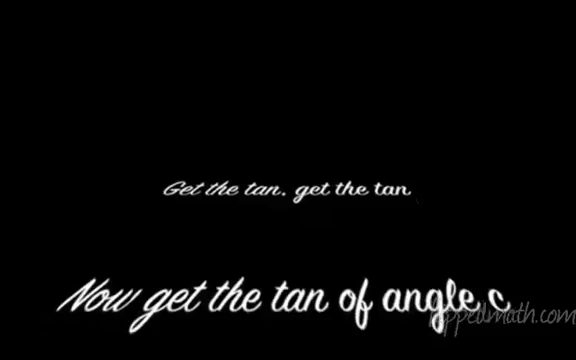 Get the tan, get the tan
Now get the tan of angle c